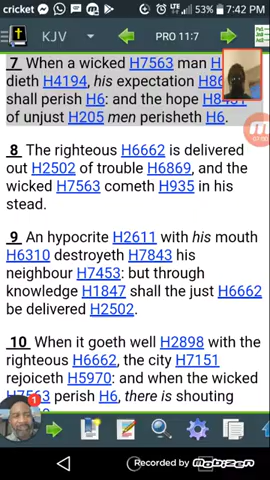 53% 7:42 PM
KJV PRO 11:7
7 When a wicked H7563 man
dieth H4194, his expectation
shall perish H6: and the hope
of unjust H205 men perisheth H6.
8 The righteous H6662 is delivered
out H2502 of trouble H6869, and the
wicked H7563 cometh H935 in his
stead.
9 An hypocrite H2611 with his mouth
H6310 destroyeth H7843 his
neighbour H7453: but through
knowledge H1847 shall the just H6662
be delivered H2502.
10 When it goeth well H2898 with the
righteous H6662, the city H7151
rejoiceth H5970: and when the wicked
H7563 perish H6, there is shouting
1
Recorded by Mobizen